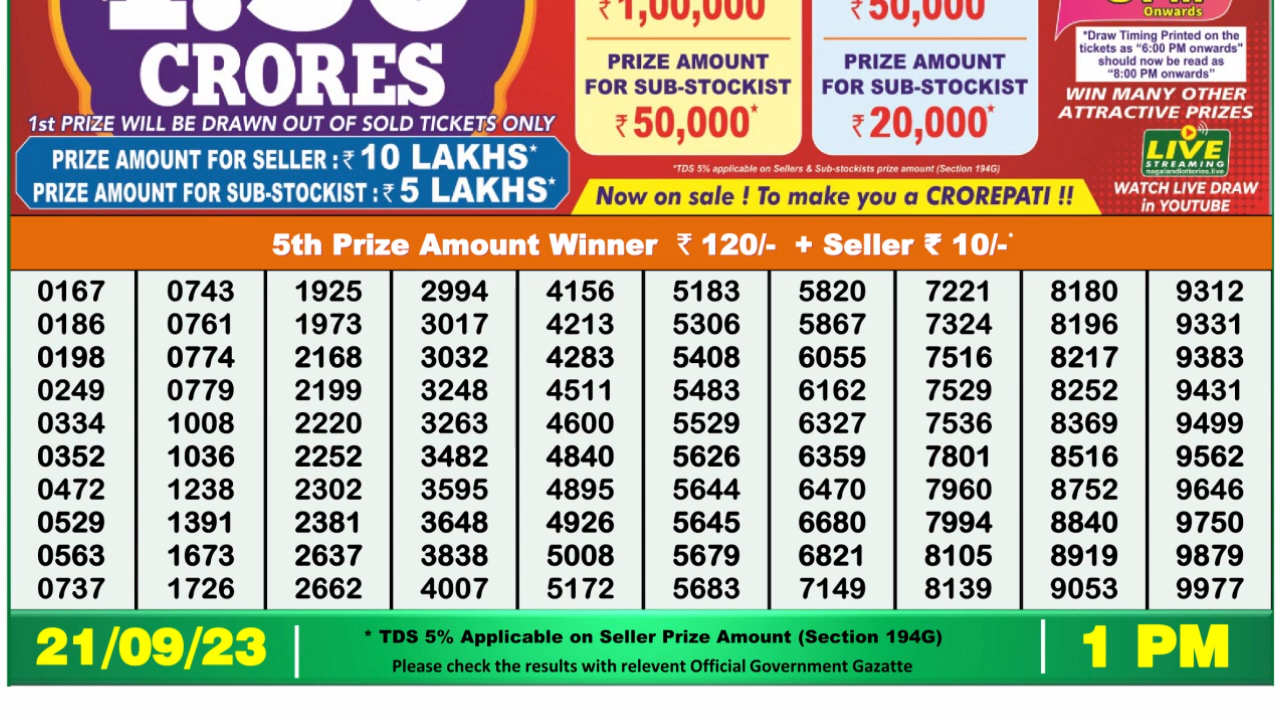 CRORES
1st PRIZE WILL BE DRAWN OUT OF SOLD TICKETS ONLY
PRIZE AMOUNT FOR SELLER : ₹ 10 LAKHS*
PRIZE AMOUNT FOR SUB-STOCKIST : ₹ 5 LAKHS*
₹ 1,00,000
PRIZE AMOUNT
FOR SUB-STOCKIST
₹ 50,000*
₹ 50,000
PRIZE AMOUNT
FOR SUB-STOCKIST
₹ 20,000*
*TDS 5% applicable on Sellers & Sub-stockists prize amount (Section 194G)
Now on sale ! To make you a CROREPATI !!
Onwards
*Draw Timing Printed on the
tickets as "6:00 PM onwards"
should now be read as
"8:00 PM onwards"
WIN MANY OTHER
ATTRACTIVE PRIZES
LIVE
STREAMING
nagalandlotteries.live
WATCH LIVE DRAW
in YOUTUBE
5th Prize Amount Winner ₹ 120/- + Seller ₹ 10/-*
0167 0743 1925 2994 4156 5183 5820 7221 8180 9312
0186 0761 1973 3017 4213 5306 5867 7324 8196 9331
0198 0774 2168 3032 4283 5408 6055 7516 8217 9383
0249 0779 2199 3248 4511 5483 6162 7529 8252 9431
0334 1008 2220 3263 4600 5529 6327 7536 8369 9499
0352 1036 2252 3482 4840 5626 6359 7801 8516 9562
0472 1238 2302 3595 4895 5644 6470 7960 8752 9646
0529 1391 2381 3648 4926 5645 6680 7994 8840 9750
0563 1673 2637 3838 5008 5679 6821 8105 8919 9879
0737 1726 2662 4007 5172 5683 7149 8139 9053 9977
21/09/23
* TDS 5% Applicable on Seller Prize Amount (Section 194G)
Please check the results with relevent Official Government Gazatte
1 PM